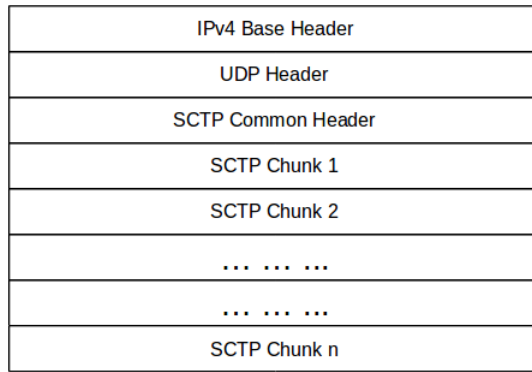 IPv4 Base Header
UDP Header
SCTP Common Header
SCTP Chunk 1
SCTP Chunk 2
... ... ...
... ... ...
SCTP Chunk n